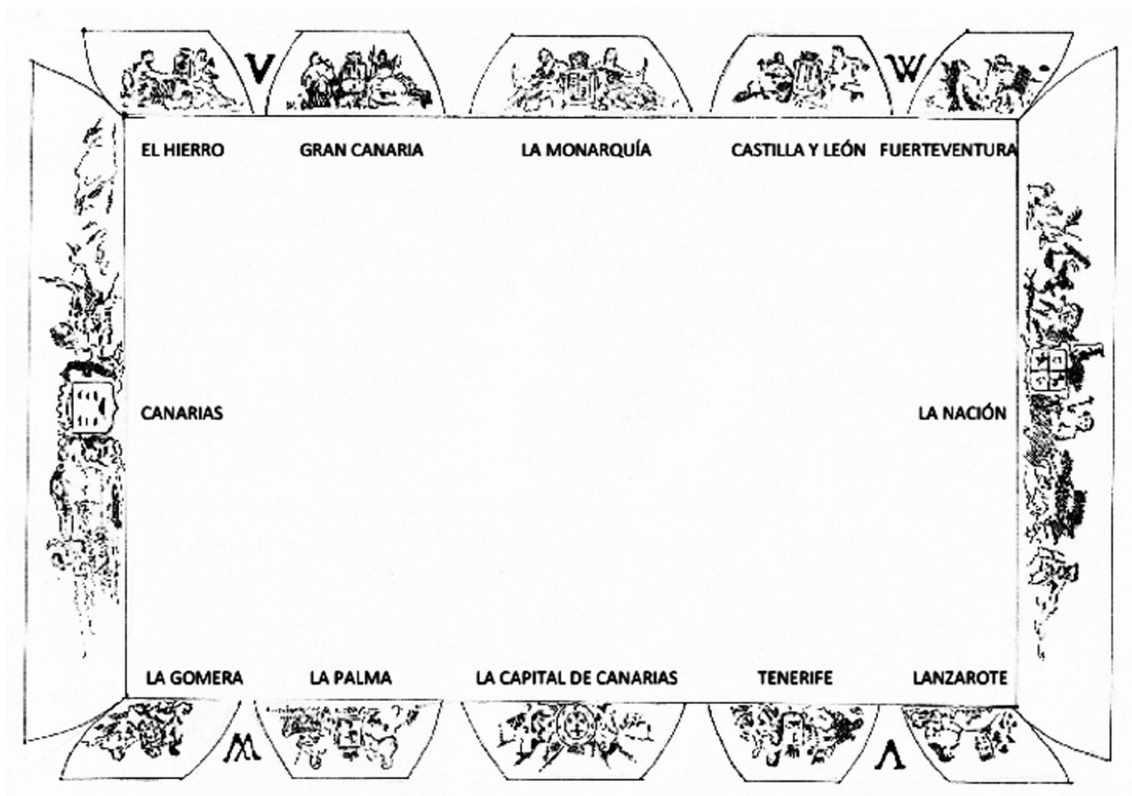 V W
EL HIERRO GRAN CANARIA LA MONARQUÍA CASTILLA Y LEÓN FUERTEVENTURA
CANARIAS LA NACIÓN
LA GOMERA LA PALMA LA CAPITAL DE CANARIAS TENERIFE LANZAROTE
W V